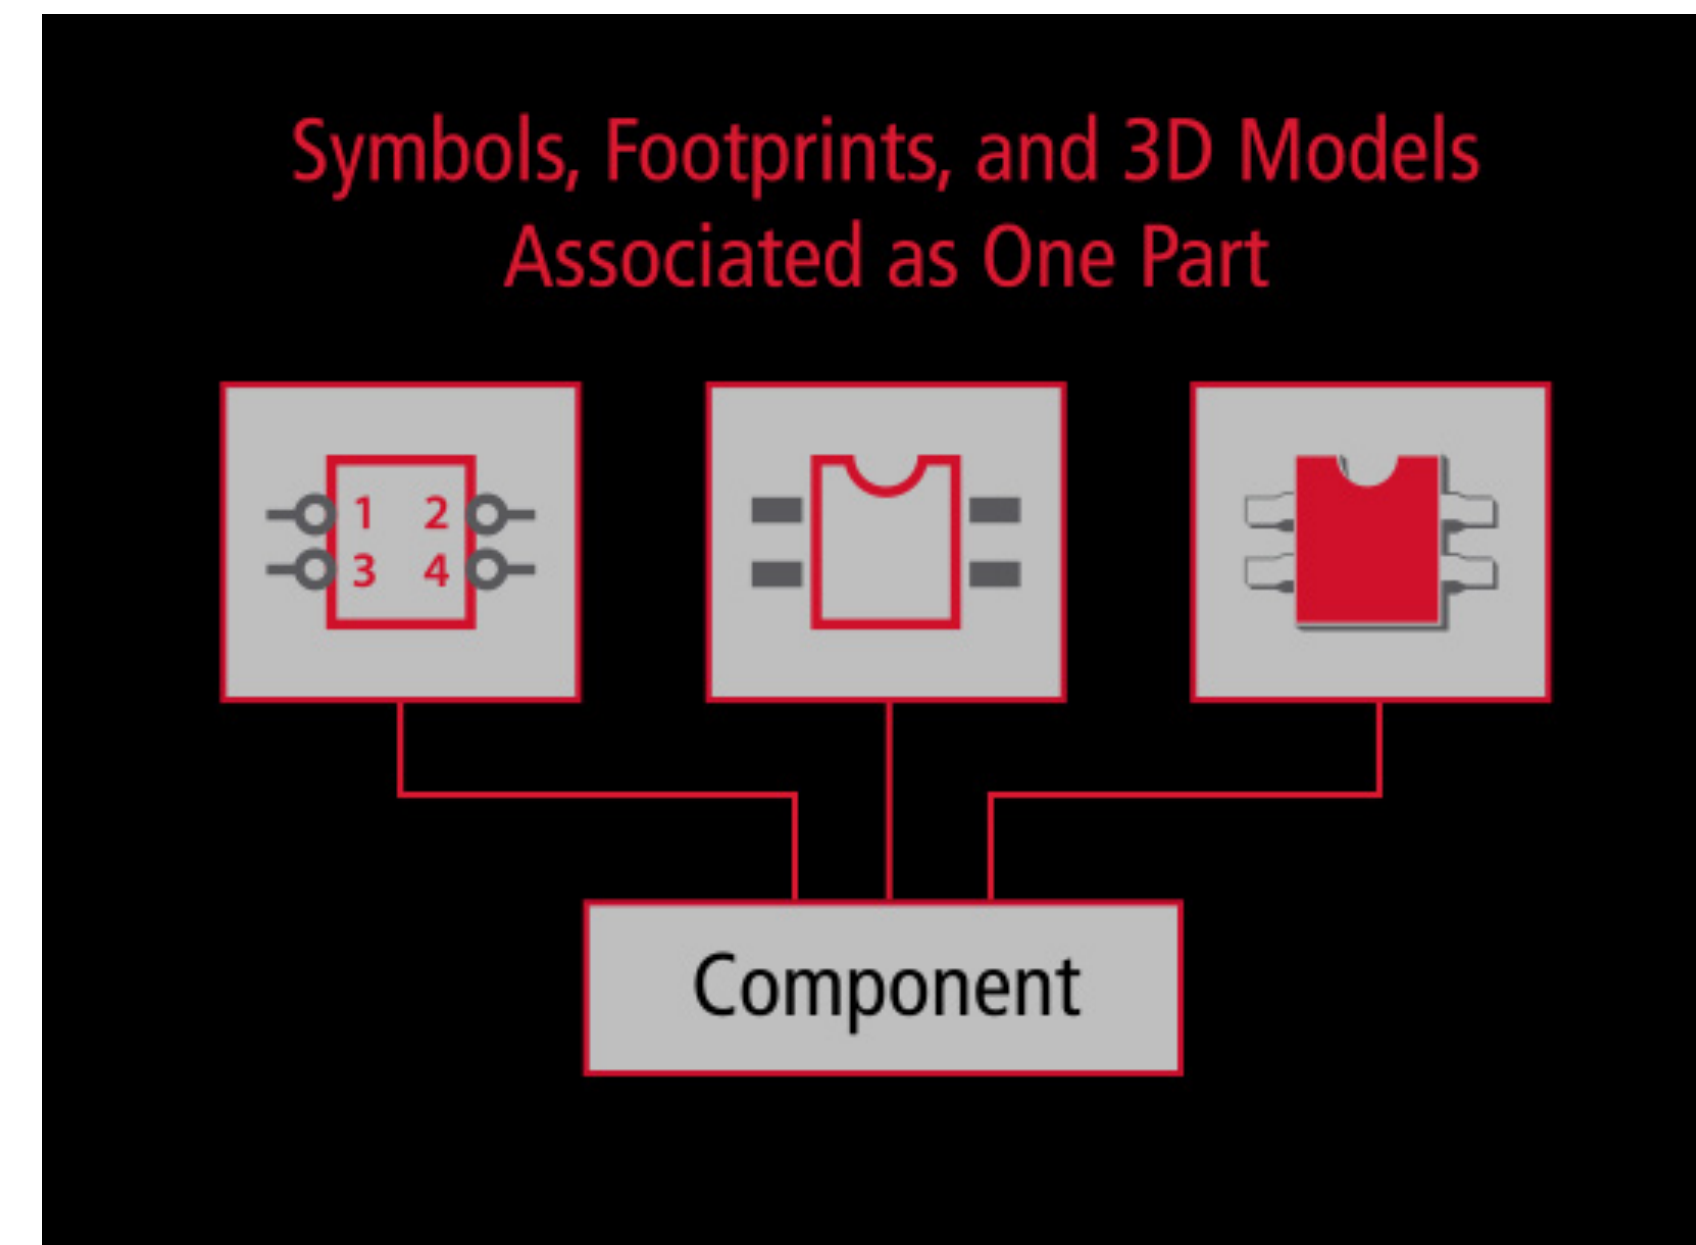 Symbols, Footprints, and 3D Models
Associated as One Part
1 2
3 4
Component